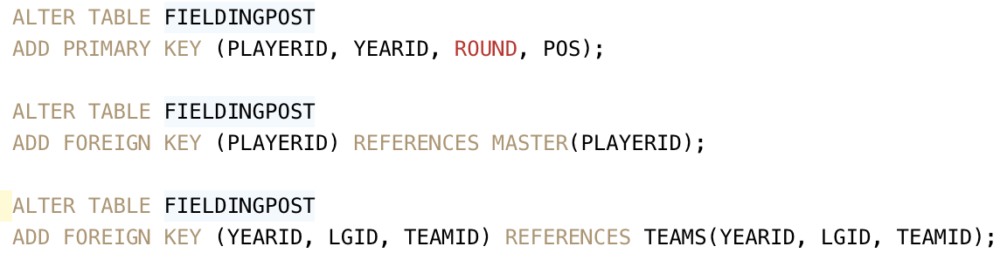 ALTER TABLE FIELDINGPOST
ADD PRIMARY KEY (PLAYERID, YEARID, ROUND, POS);
ALTER TABLE FIELDINGPOST
ADD FOREIGN KEY (PLAYERID) REFERENCES MASTER(PLAYERID);
ALTER TABLE FIELDINGPOST
ADD FOREIGN KEY (YEARID, LGID, TEAMID) REFERENCES TEAMS(YEARID, LGID, TEAMID);